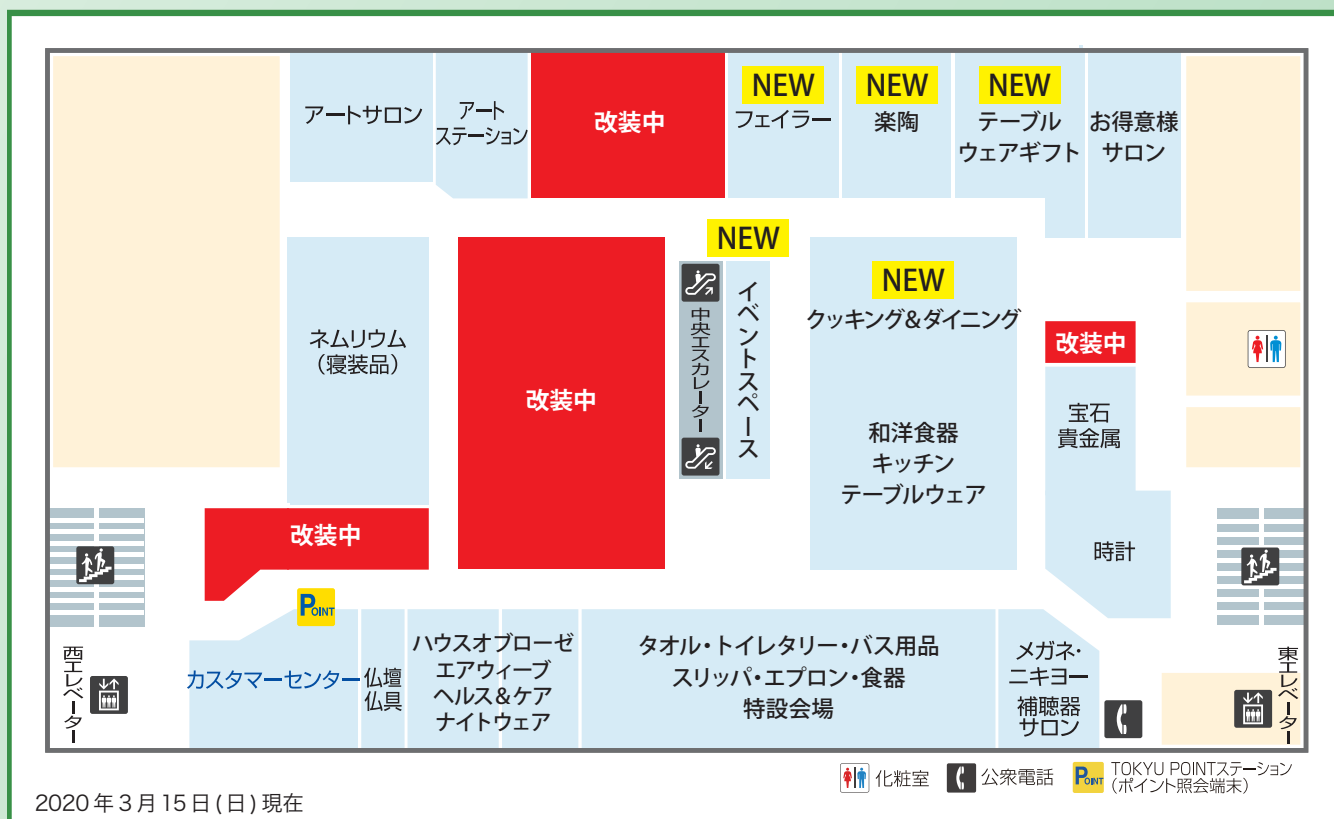 アートサロン
アート
ステーション
改装中
NEW
フェイラー
NEW
楽陶
NEW
テーブル
ウェアギフト
お得意様
サロン
ネムリウム
（寝装品）
改装中
中央エスカレーター
NEW
イベントスペース
NEW
クッキング&ダイニング
和洋食器
キッチン
テーブルウェア
改装中
宝石
貴金属
時計
改装中
POINT
西エレベーター
カスタマーセンター
仏壇
仏具
ハウスオブローゼ
エアウィーブ
ヘルス&ケア
ナイトウェア
タオル・トイレタリー・バス用品
スリッパ・エプロン・食器
特設会場
メガネ・
ニキヨー
補聴器
サロン
東エレベーター
化粧室
公衆電話
POINT
TOKYU POINTステーション
（ポイント照会端末）
2020年3月15日(日)現在